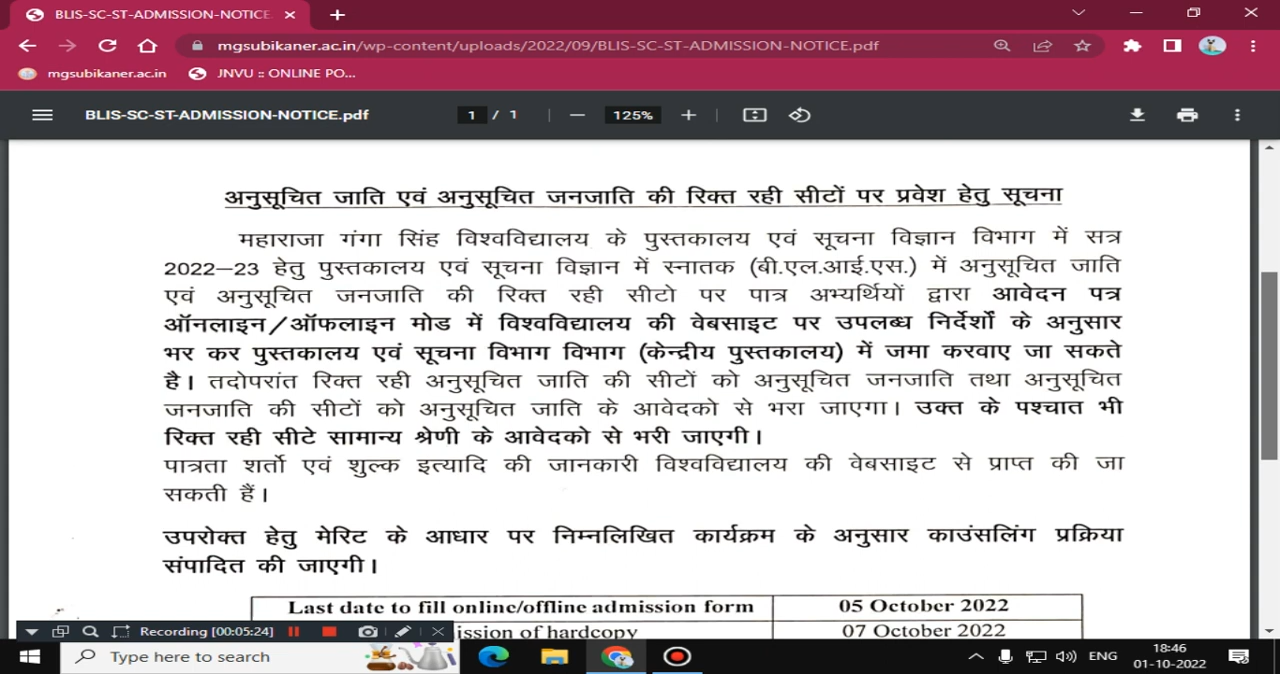 BLIS-SC-ST-ADMISSION-NOTICE.
mgsubikaner.ac.in/wp-content/uploads/2022/09/BLIS-SC-ST-ADMISSION-NOTICE.pdf
mgsubikaner.ac.in JNVU :: ONLINE PO...
BLIS-SC-ST-ADMISSION-NOTICE.pdf 1 / 1 125%
अनुसूचित जाति एवं अनुसूचित जनजाति की रिक्त रही सीटों पर प्रवेश हेतु सूचना
महाराजा गंगा सिंह विश्वविद्यालय के पुस्तकालय एवं सूचना विज्ञान विभाग में सत्र
2022–23 हेतु पुस्तकालय एवं सूचना विज्ञान में स्नातक (बी.एल.आई.एस.) में अनुसूचित जाति
एवं अनुसूचित जनजाति की रिक्त रही सीटो पर पात्र अभ्यर्थियों द्वारा आवेदन पत्र
ऑनलाइन/ऑफलाइन मोड में विश्वविद्यालय की वेबसाइट पर उपलब्ध निर्देशों के अनुसार
भर कर पुस्तकालय एवं सूचना विभाग विभाग (केन्द्रीय पुस्तकालय) में जमा करवाए जा सकते
है। तदोपरांत रिक्त रही अनुसूचित जाति की सीटों को अनुसूचित जनजाति तथा अनुसूचित
जनजाति की सीटों को अनुसूचित जाति के आवेदको से भरा जाएगा। उक्त के पश्चात भी
रिक्त रही सीटे सामान्य श्रेणी के आवेदको से भरी जाएगी।
पात्रता शर्तो एवं शुल्क इत्यादि की जानकारी विश्वविद्यालय की वेबसाइट से प्राप्त की जा
सकती हैं।
उपरोक्त हेतु मेरिट के आधार पर निम्नलिखित कार्यक्रम के अनुसार काउंसलिंग प्रक्रिया
संपादित की जाएगी।
Last date to fill online/offline admission form 05 October 2022
ission of hardcopy 07 October 2022
Recording [00:05:24]
Type here to search ENG 18:46
01-10-2022